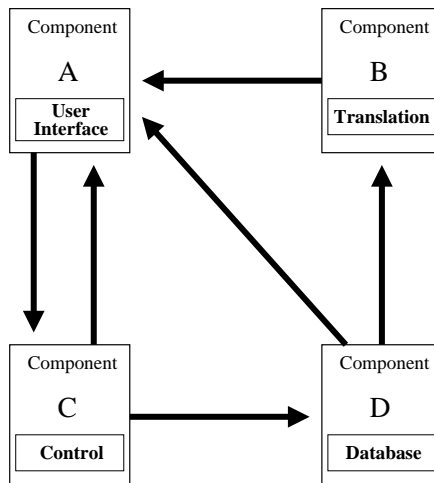 Component
A
User
Interface
Component
B
Translation
Component
C
Control
Component
D
Database